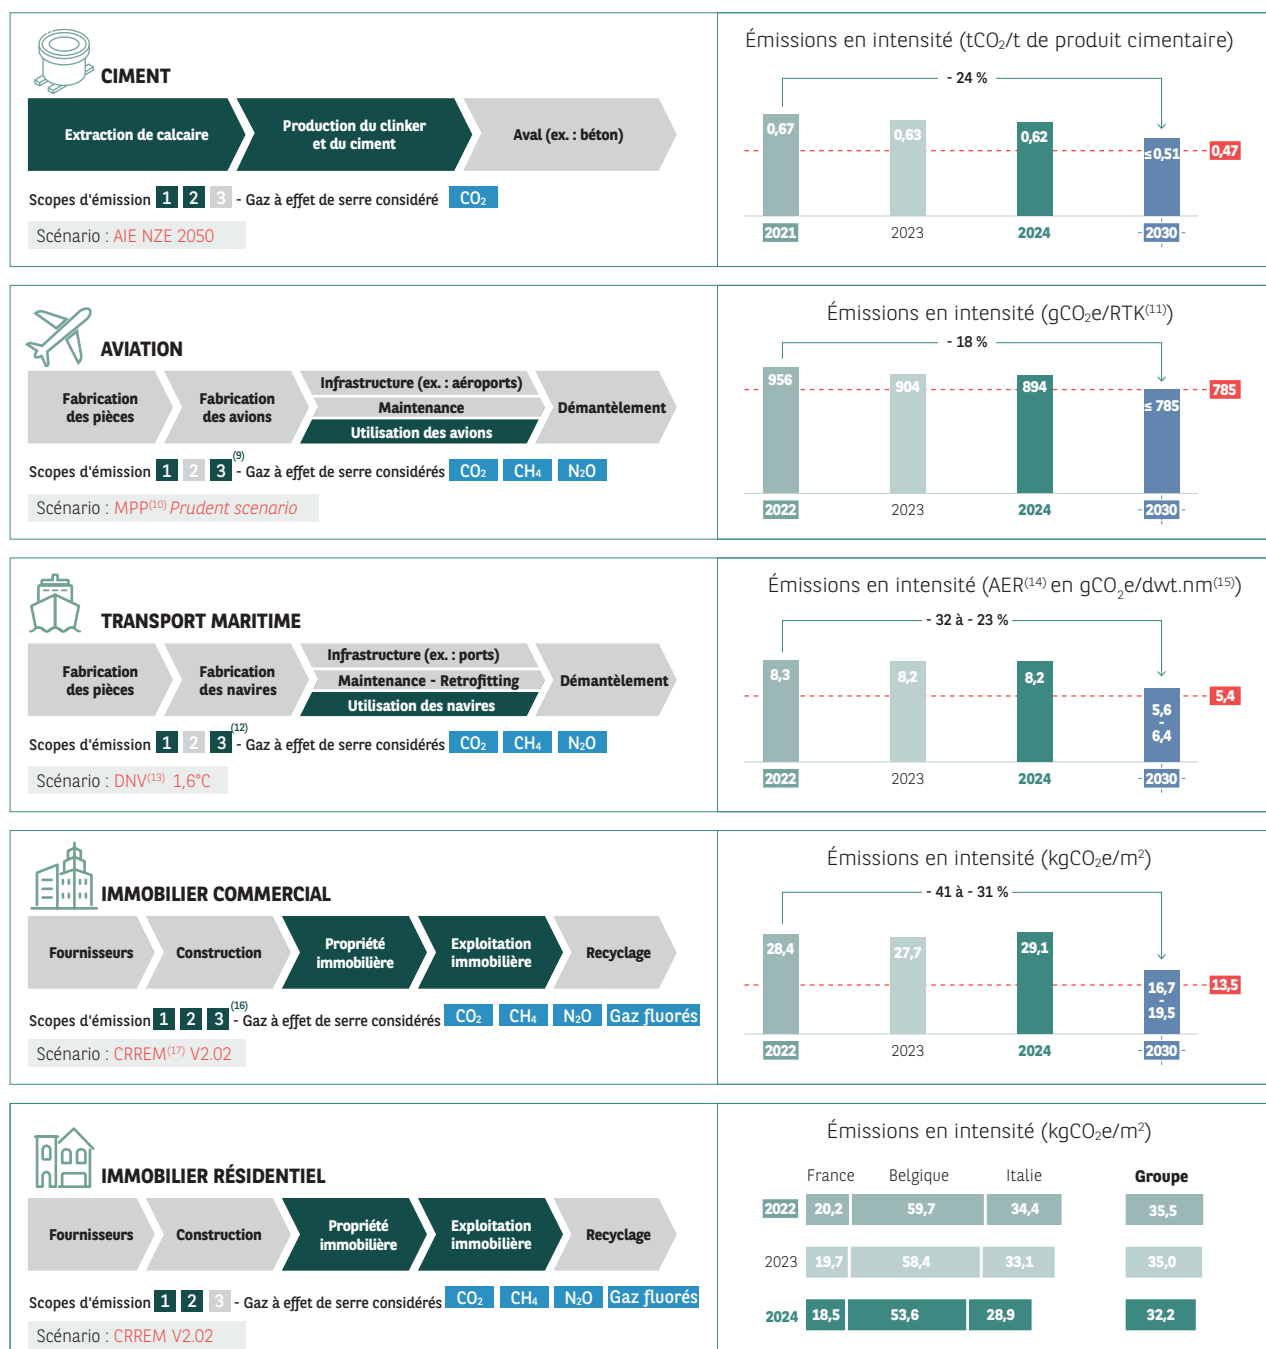 CIMENT
Extraction de calcaire
Production du clinker
et du ciment
Aval (ex. : béton)
Scopes d'émission 1 2 3 - Gaz à effet de serre considéré CO₂
Scénario : AIE NZE 2050
Émissions en intensité (tCO₂/t de produit cimentaire)
- 24 %
0,67
0,63
0,62
≤ 0,51
0,47
2021
2023
2024
2030
AVIATION
Fabrication
des pièces
Fabrication
des avions
Infrastructure (ex. : aéroports)
Maintenance
Utilisation des avions
Démantèlement
Scopes d'émission 1 2 3⁽⁹⁾ - Gaz à effet de serre considérés CO₂ CH₄ N₂O
Scénario : MPP⁽¹⁰⁾ Prudent scenario
Émissions en intensité (gCO₂e/RTK⁽¹¹⁾)
- 18 %
956
904
894
≤ 785
785
2022
2023
2024
2030
TRANSPORT MARITIME
Fabrication
des pièces
Fabrication
des navires
Infrastructure (ex. : ports)
Maintenance - Retrofitting
Utilisation des navires
Démantèlement
Scopes d'émission 1 2 3⁽¹²⁾ - Gaz à effet de serre considérés CO₂ CH₄ N₂O
Scénario : DNV⁽¹³⁾ 1,6°C
Émissions en intensité (AER⁽¹⁴⁾ en gCO₂e/dwt.nm⁽¹⁵⁾)
- 32 à - 23 %
8,3
8,2
8,2
5,6
-
6,4
5,4
2022
2023
2024
2030
IMMOBILIER COMMERCIAL
Fournisseurs
Construction
Propriété
immobilière
Exploitation
immobilière
Recyclage
Scopes d'émission 1 2 3⁽¹⁶⁾ - Gaz à effet de serre considérés CO₂ CH₄ N₂O Gaz fluorés
Scénario : CRREM⁽¹⁷⁾ V2.02
Émissions en intensité (kgCO₂e/m²)
- 41 à - 31 %
28,4
27,7
29,1
16,7
-
19,5
13,5
2022
2023
2024
2030
IMMOBILIER RÉSIDENTIEL
Fournisseurs
Construction
Propriété
immobilière
Exploitation
immobilière
Recyclage
Scopes d'émission 1 2 3 - Gaz à effet de serre considérés CO₂ CH₄ N₂O Gaz fluorés
Scénario : CRREM V2.02
Émissions en intensité (kgCO₂e/m²)
France Belgique Italie Groupe
2022 20,2 59,7 34,4 35,5
2023 19,7 58,4 33,1 35,0
2024 18,5 53,6 28,9 32,2